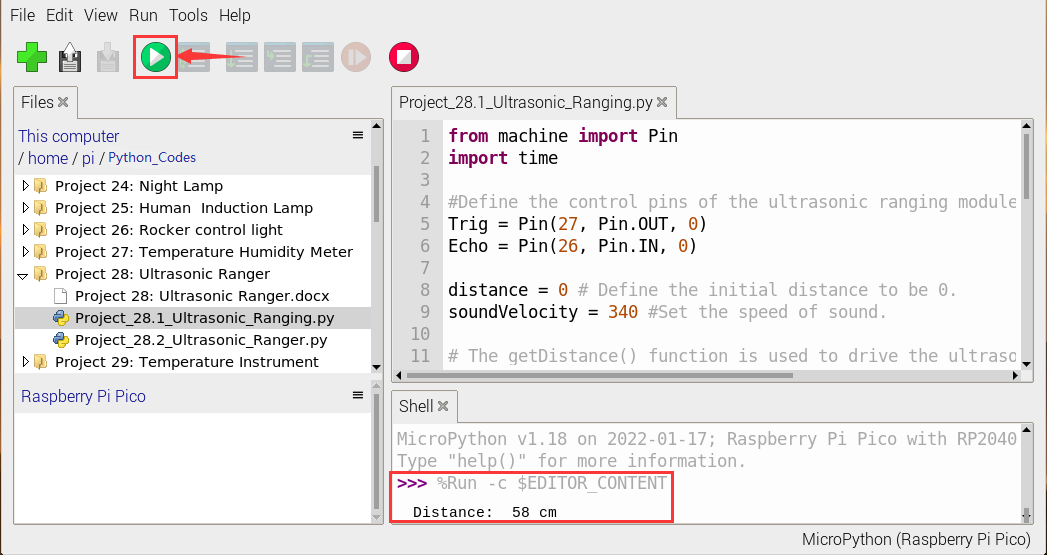 File Edit View Run Tools Help
Files
This computer
/ home / pi / Python_Codes
Project 24: Night Lamp
Project 25: Human  Induction Lamp
Project 26: Rocker control light
Project 27: Temperature Humidity Meter
Project 28: Ultrasonic Ranger
Project 28: Ultrasonic Ranger.docx
Project_28.1_Ultrasonic_Ranging.py
Project_28.2_Ultrasonic_Ranger.py
Project 29: Temperature Instrument
Raspberry Pi Pico
Project_28.1_Ultrasonic_Ranging.py
1 from machine import Pin
2 import time
3
4 #Define the control pins of the ultrasonic ranging module
5 Trig = Pin(27, Pin.OUT, 0)
6 Echo = Pin(26, Pin.IN, 0)
7
8 distance = 0 # Define the initial distance to be 0.
9 soundVelocity = 340 #Set the speed of sound.
10
11 # The getDistance() function is used to drive the ultraso
Shell
MicroPython v1.18 on 2022-01-17; Raspberry Pi Pico with RP2040
Type "help()" for more information.
>>> %Run -c $EDITOR_CONTENT
Distance:  58 cm
MicroPython (Raspberry Pi Pico)